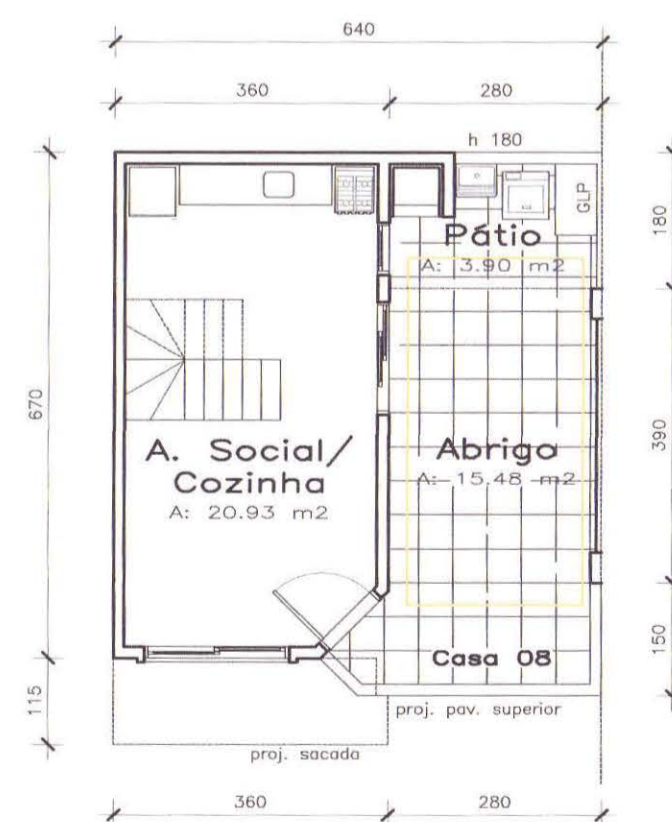 640
360
280
h 180
GLP
Pátio
A: 3.90 m2
180
670
390
A. Social/
Cozinha
A: 20.93 m2
Abrigo
A: 15.48 m2
150
Casa 08
115
proj. pav. superior
proj. sacada
360
280